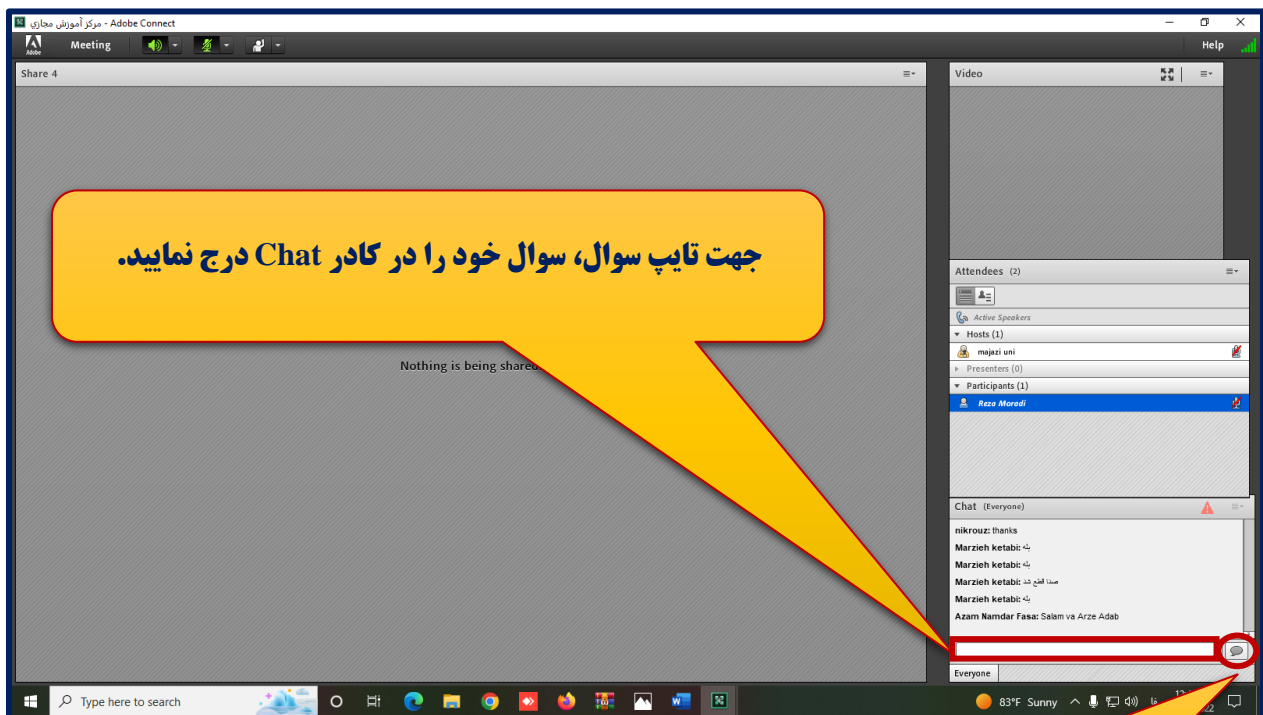 مرکز آموزش مجازي - Adobe Connect
Adobe
Meeting
Help
Share 4
Video
جهت تایپ سوال، سوال خود را در کادر Chat درج نمایید.
Nothing is being shared
Attendees (2)
Active Speakers
Hosts (1)
majazi uni
Presenters (0)
Participants (1)
Reza Moradi
Chat (Everyone)
nikrouz: thanks
Marzieh ketabi: بله
Marzieh ketabi: بله
Marzieh ketabi: صدا قطع شد
Marzieh ketabi: بله
Azam Namdar Fasa: Salam va Arze Adab
Everyone
Type here to search
83°F Sunny